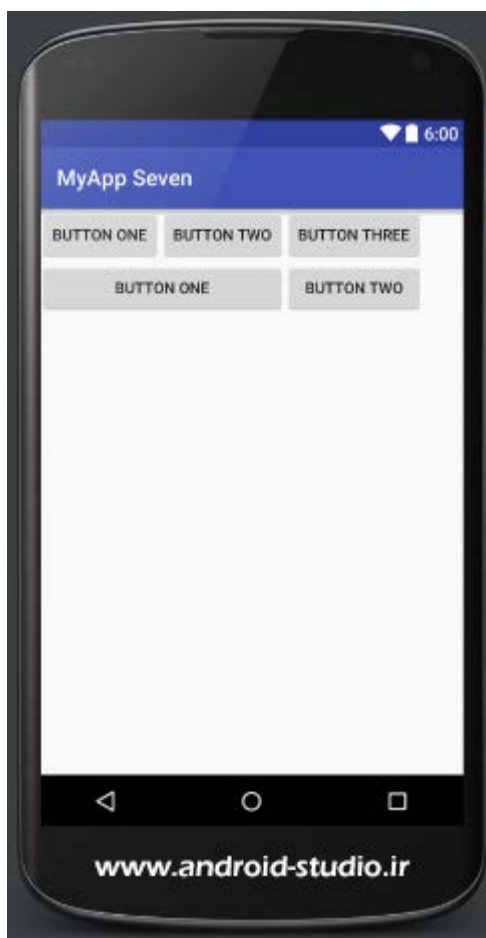 6:00
MyApp Seven
BUTTON ONE BUTTON TWO BUTTON THREE
BUTTON ONE BUTTON TWO
www.android-studio.ir